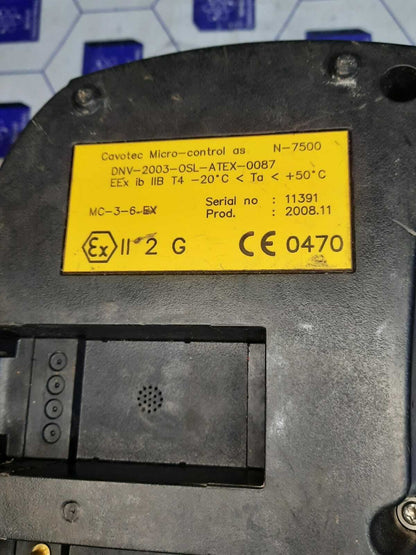 Cavotec Micro-control as N-7500
DNV-2003-OSL-ATEX-0087
EEx ib IIB T4 -20°C < Ta < +50°C
Serial no : 11391
MC-3-6-EX Prod. : 2008.11
Ex II 2 G CE 0470